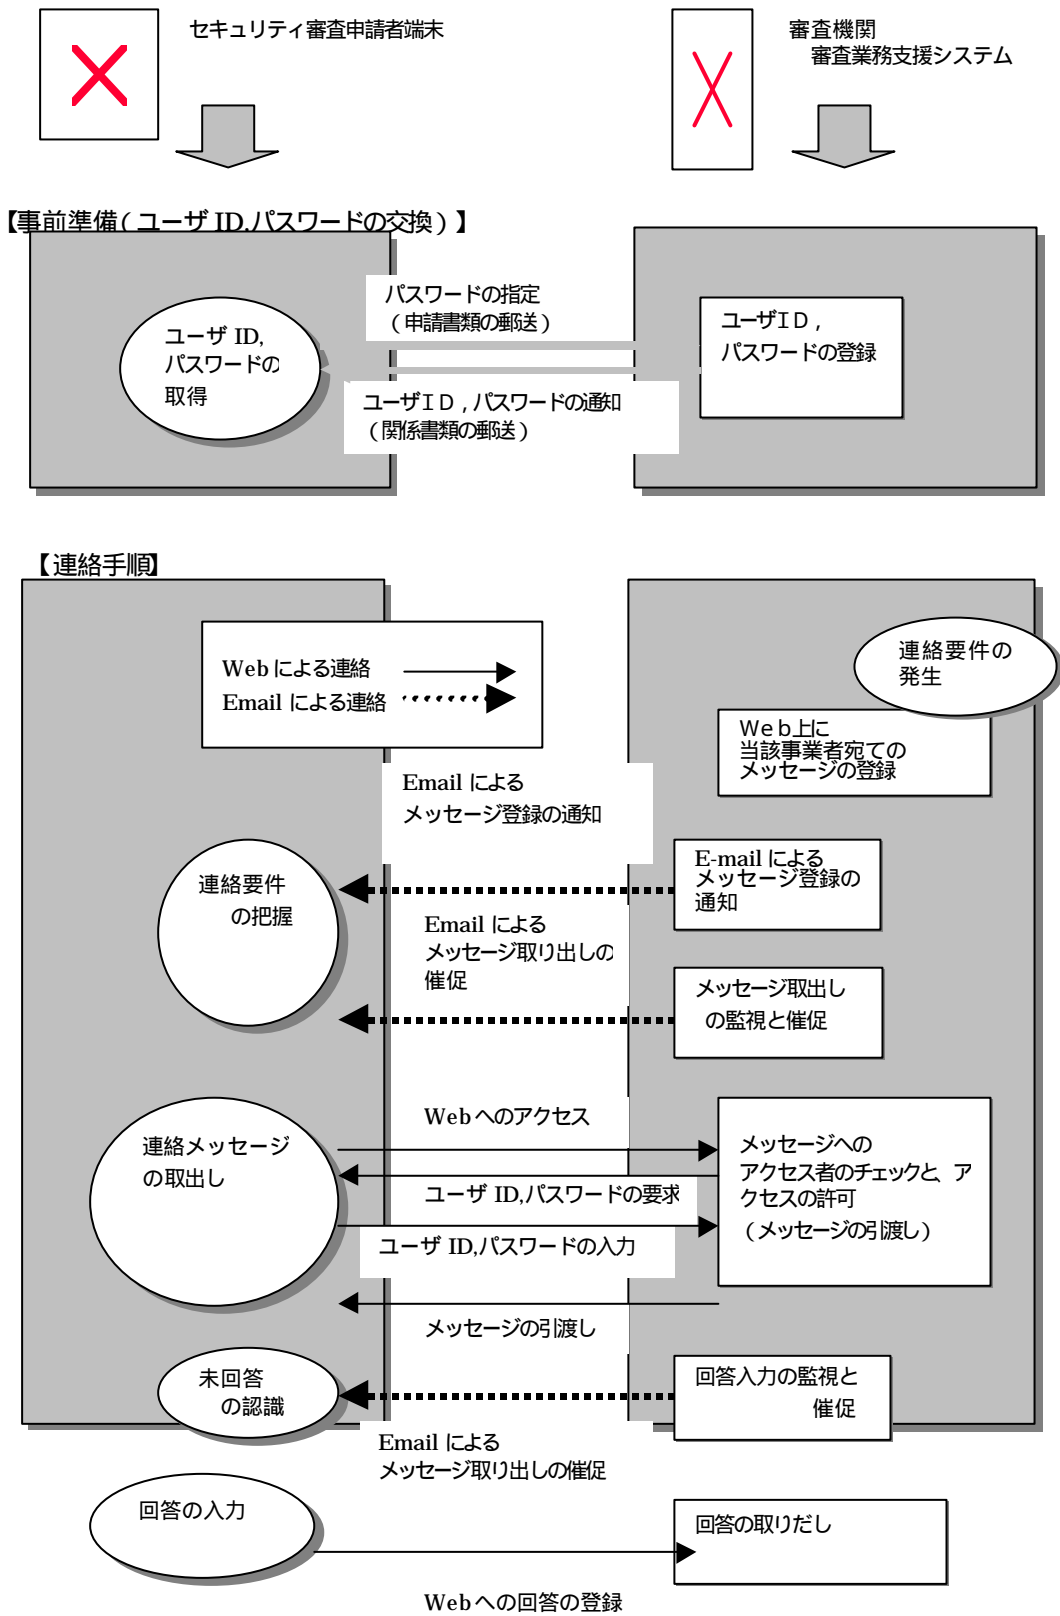 セキュリティ審査申請者端末
審査機関
審査業務支援システム
【事前準備(ユーザ ID,パスワードの交換)】
パスワードの指定
(申請書類の郵送)
ユーザ ID,
パスワードの
取得
ユーザID,
パスワードの登録
ユーザID,パスワードの通知
(関係書類の郵送)
【連絡手順】
Web による連絡
Email による連絡
連絡要件の
発生
Web上に
当該事業者宛ての
メッセージの登録
Email による
メッセージ登録の通知
連絡要件
の把握
E-mail による
メッセージ登録の
通知
Email による
メッセージ取り出しの
催促
メッセージ取出し
の監視と催促
Web へのアクセス
連絡メッセージ
の取出し
メッセージへの
アクセス者のチェックと、ア
クセスの許可
(メッセージの引渡し)
ユーザ ID,パスワードの要求
ユーザ ID,パスワードの入力
メッセージの引渡し
未回答
の認識
回答入力の監視と
催促
Email による
メッセージ取り出しの催促
回答の入力
回答の取りだし
Web への回答の登録